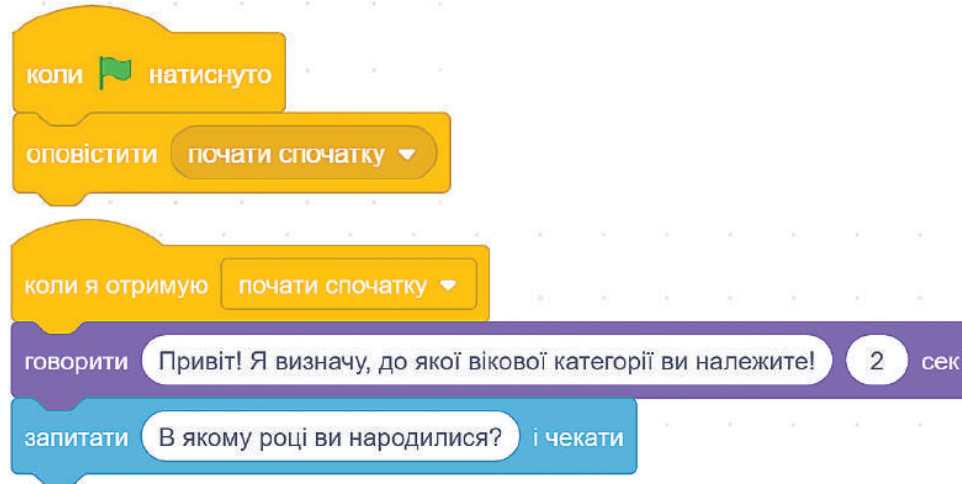 коли натиснуто
оповістити почати спочатку
коли я отримую почати спочатку
говорити Привіт! Я визначу, до якої вікової категорії ви належите! 2 сек
запитати В якому році ви народилися? і чекати